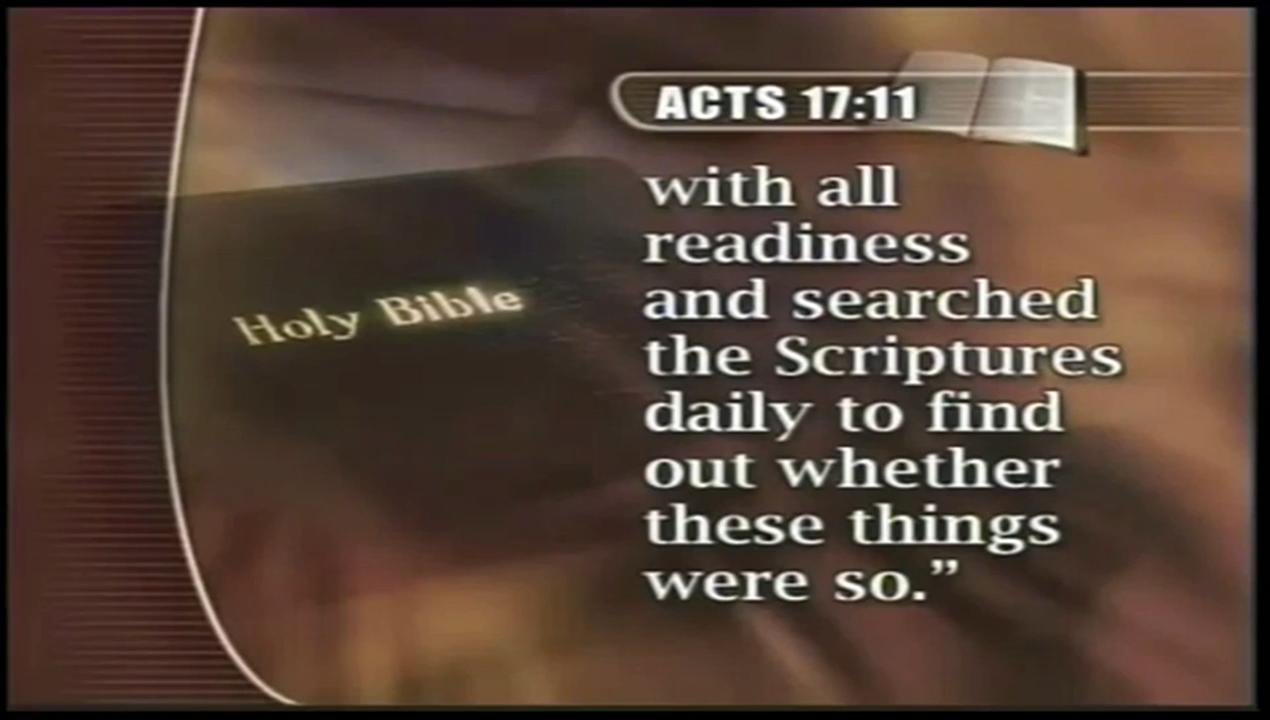 ACTS 17:11
with all
readiness
and searched
the Scriptures
daily to find
out whether
these things
were so.”
Holy Bible